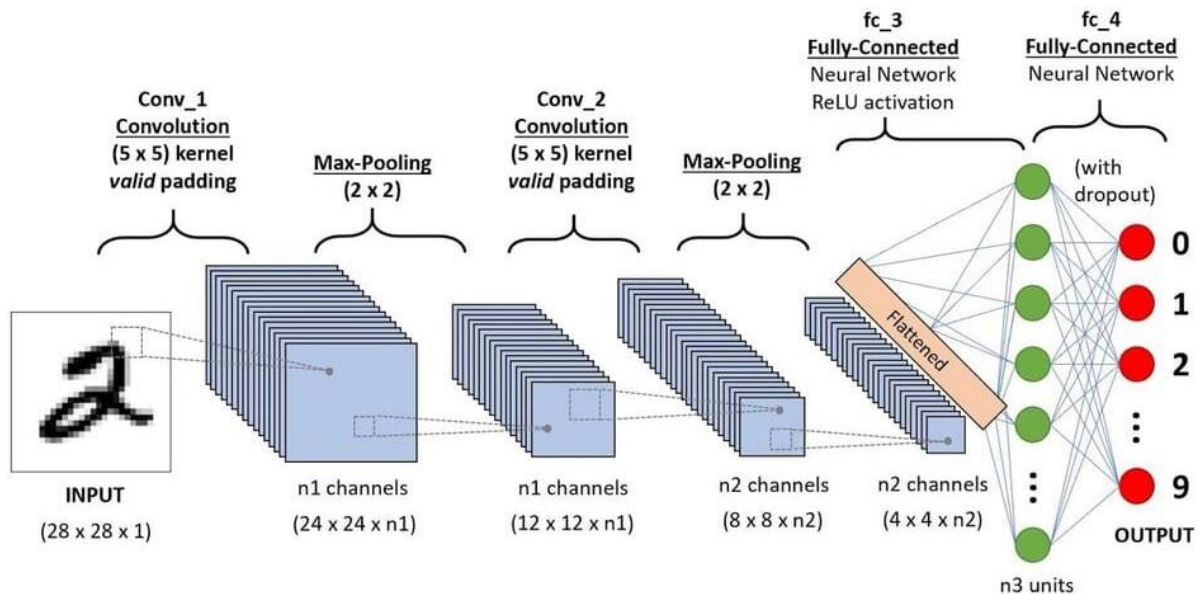 Conv_1
Convolution
(5 x 5) kernel
valid padding
Max-Pooling
(2 x 2)
Conv_2
Convolution
(5 x 5) kernel
valid padding
Max-Pooling
(2 x 2)
fc_3
Fully-Connected
Neural Network
ReLU activation
fc_4
Fully-Connected
Neural Network
(with
dropout)
Flattened
0
1
2
9
OUTPUT
2
INPUT
(28 x 28 x 1)
n1 channels
(24 x 24 x n1)
n1 channels
(12 x 12 x n1)
n2 channels
(8 x 8 x n2)
n2 channels
(4 x 4 x n2)
n3 units